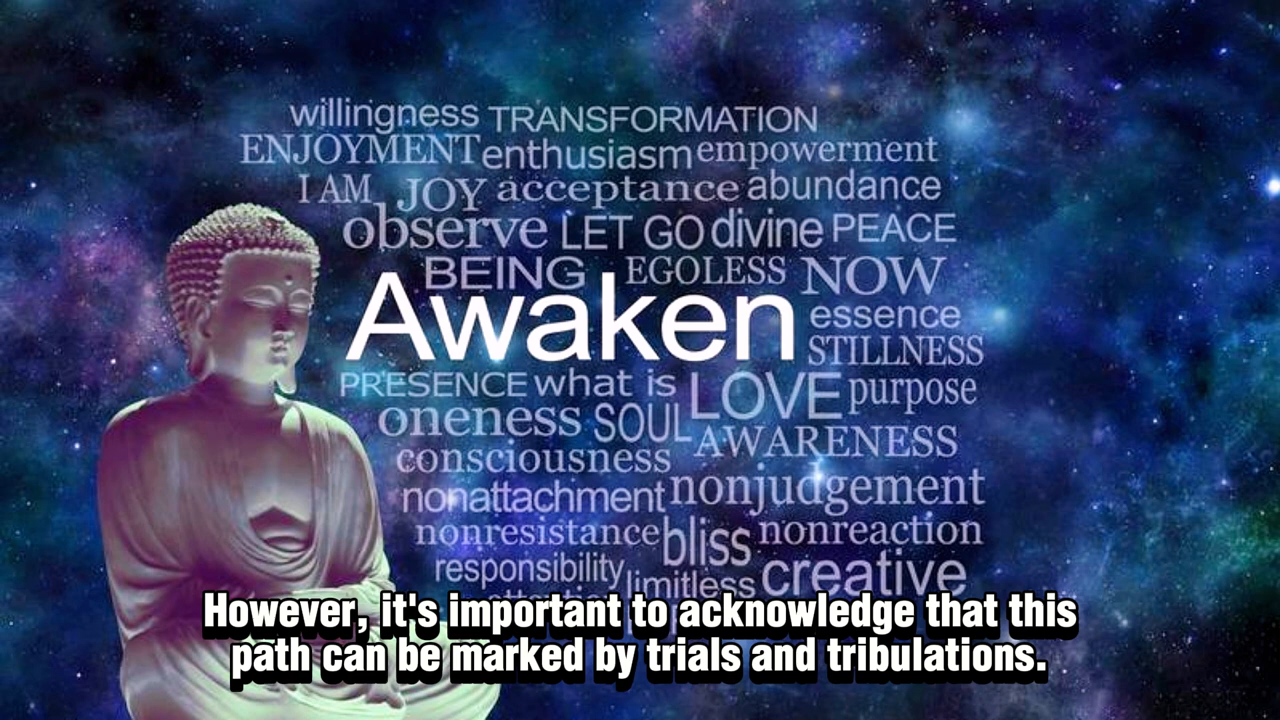 willingness TRANSFORMATION
ENJOYMENT enthusiasm empowerment
I AM JOY acceptance abundance
observe LET GO divine PEACE
BEING EGOLESS NOW
Awaken essence
STILLNESS
PRESENCE what is LOVE purpose
oneness SOUL AWARENESS
consciousness
nonattachment nonjudgement
nonresistance bliss nonreaction
responsibility limitless creative
However, it's important to acknowledge that this
path can be marked by trials and tribulations.